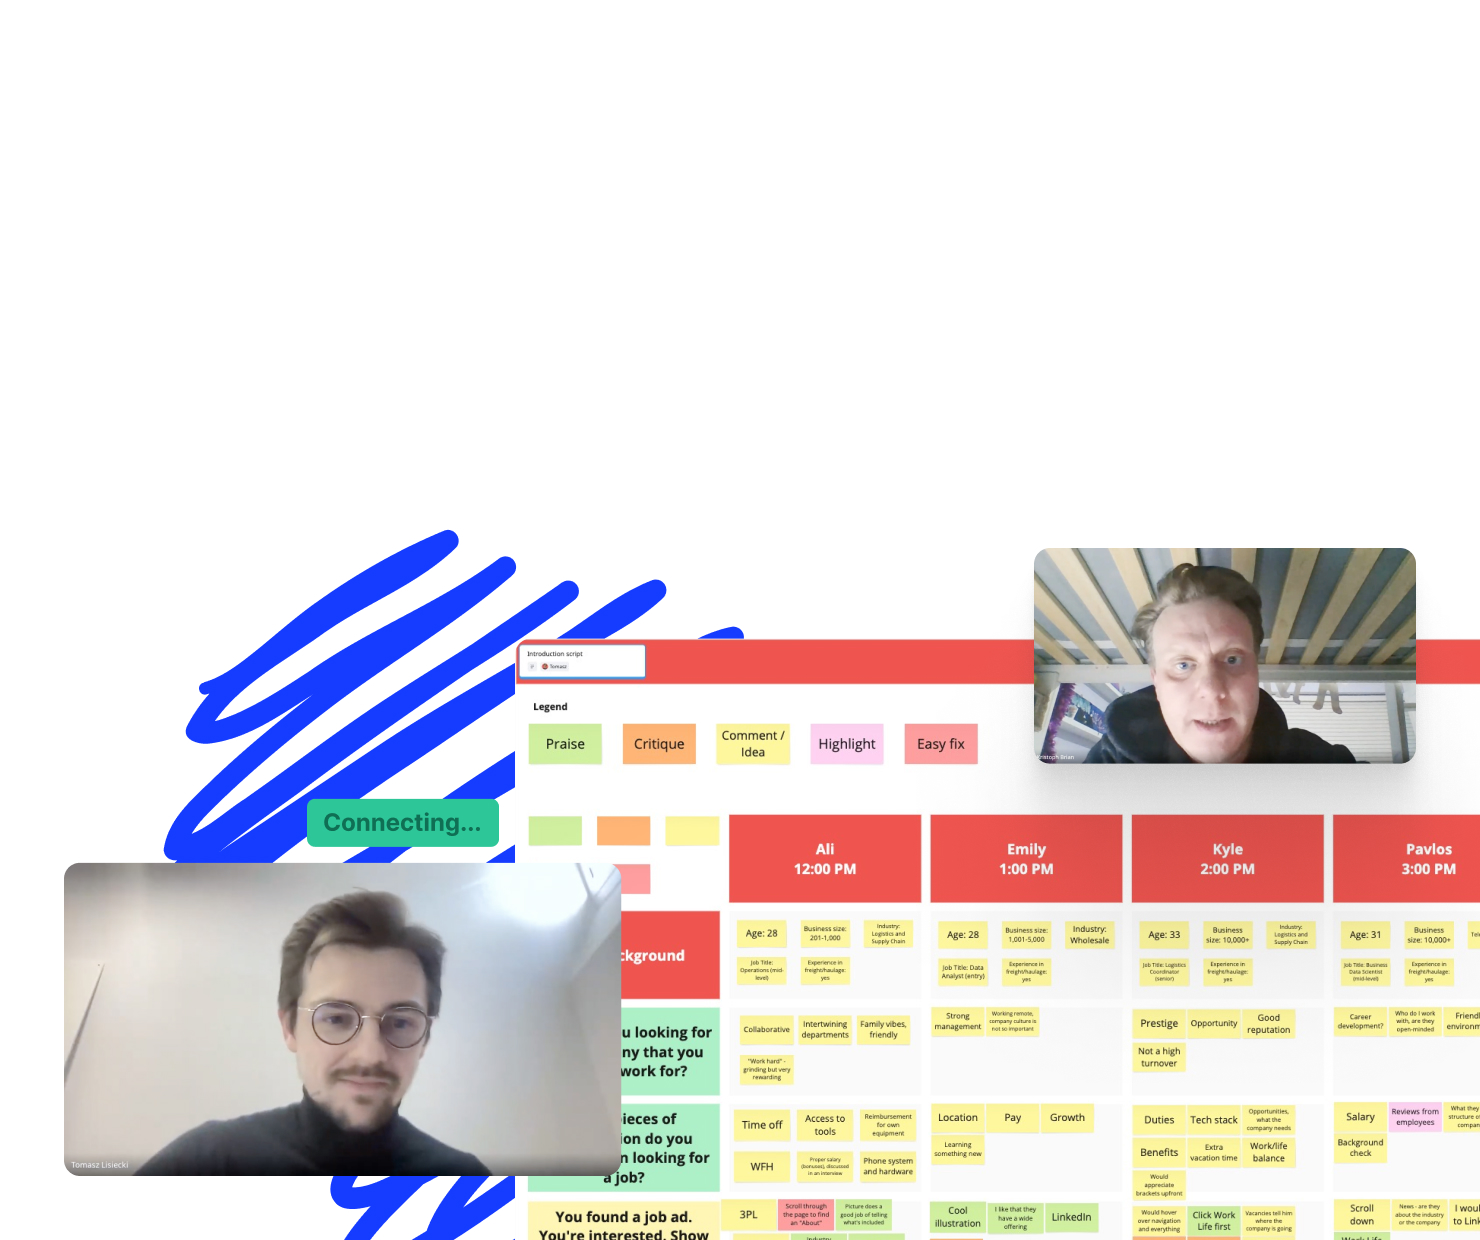 Introduction script
Tomasz
Legend
Praise
Critique
Comment /
Idea
Highlight
Easy fix
Connecting...
Ali
12:00 PM
Emily
1:00 PM
Kyle
2:00 PM
Pavlos
3:00 PM
ckground
Age: 28
Business size:
201-1,000
Industry:
Logistics and
Supply Chain
Job Title:
Operations (mid-
level)
Experience in
freight/haulage:
yes
Age: 28
Business size:
1,001-5,000
Industry:
Wholesale
Job Title: Data
Analyst (entry)
Experience in
freight/haulage:
yes
Age: 33
Business
size: 10,000+
Industry:
Logistics and
Supply Chain
Job Title: Logistics
Coordinator
(senior)
Experience in
freight/haulage:
yes
Age: 31
Business
size: 10,000+
Job Title: Business
Data Scientist
(mid-level)
Experience in
freight/haulage:
yes
u looking for
ny that you
work for?
Collaborative
Intertwining
departments
Family vibes,
friendly
"Work hard" -
grinding but very
rewarding
Strong
management
Working remote,
company culture is
not so important
Prestige
Opportunity
Good
reputation
Not a high
turnover
Career
development?
Who do I work
with, are they
open-minded
Friendl
environm
ieces of
ion do you
n looking for
a job?
Time off
Access to
tools
Reimbursement
for own
equipment
WFH
Proper salary
(bonuses), discussed
in an interview
Phone system
and hardware
Location
Pay
Growth
Learning
something new
Duties
Tech stack
Opportunities,
what the
company needs
Benefits
Extra
vacation time
Work/life
balance
Would
appreciate
brackets upfront
Salary
Reviews from
employees
What they
structure of
compan
Background
check
Tomasz Lisiecki
ristoph Brian
You found a job ad.
You're interested. Show
3PL
Scroll through
the page to find
an "About"
Picture does a
good job of telling
what's included
Industry
Cool
illustration
I like that they
have a wide
offering
LinkedIn
Would hover
over navigation
and everything
Click Work
Life first
Vacancies tell him
where the
company is going
Scroll
down
News - are they
about the industry
or the company
I woul
to Link
Work Life